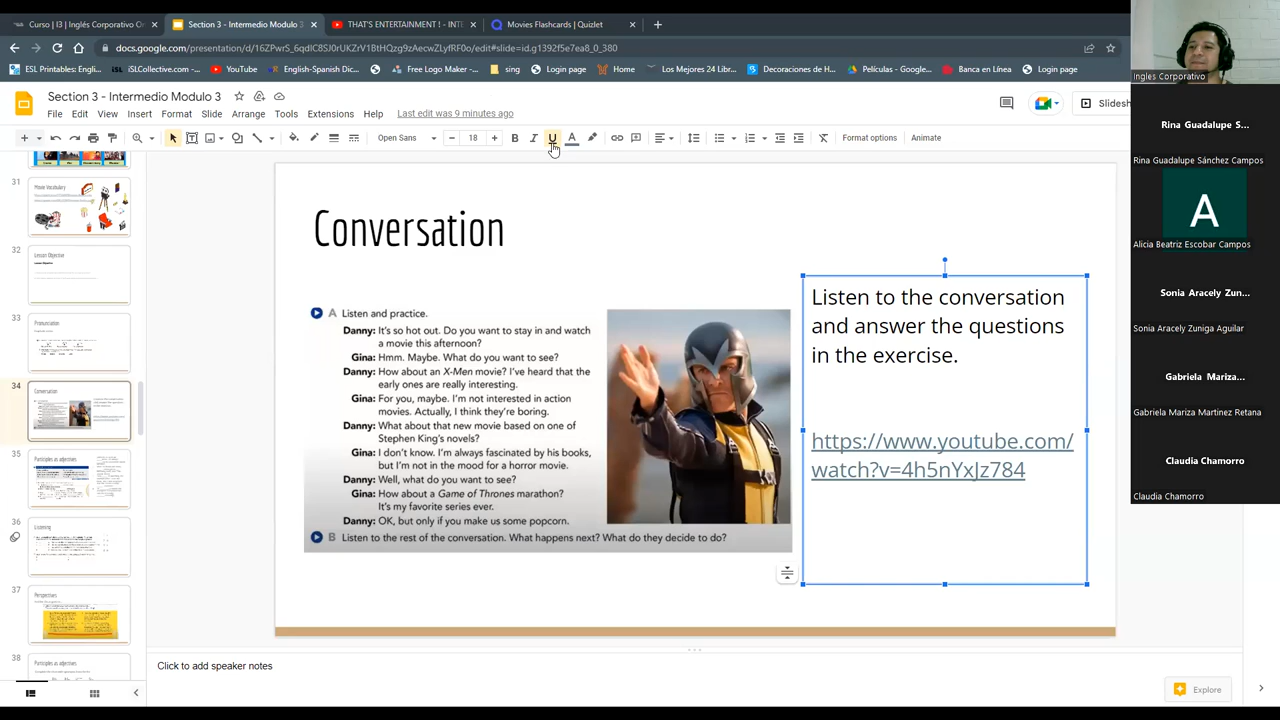 Curso | I3 | Inglés Corporativo On
Section 3 - Intermedio Modulo 3
THAT'S ENTERTAINMENT ! - INTE
Movies Flashcards | Quizlet
docs.google.com/presentation/d/16ZPwrS_6qdIC8SJ0rUKZrV1BtHQzg9zAecwZLyfRF0o/edit#slide=id.g1392f5e7ea8_0_380
ESL Printables: Engl...
iSLCollective.com -...
YouTube
English-Spanish Dic...
Free Logo Maker -...
sing
Login page
Home
Los Mejores 24 Libr...
Decoraciones de H...
Películas - Google...
Banca en Línea
Login page
Section 3 - Intermedio Modulo 3
File Edit View Insert Format Slide Arrange Tools Extensions Help
Last edit was 9 minutes ago
Slidesh
Open Sans
18
Format options
Animate
31
Movie Vocabulary
32
Lesson Objective
33
Pronunciation
34
Conversation
35
Participles as adjectives
36
Listening
37
Perspectives
38
Participles as adjectives
Conversation
A Listen and practice.
Danny: It's so hot out. Do you want to stay in and watch
a movie this afternoon?
Gina: Hmm. Maybe. What do you want to see?
Danny: How about an X-Men movie? I've heard that the
early ones are really interesting.
Gina: For you, maybe. I'm not interested in action
movies. Actually, I think they're boring.
Danny: What about that new movie based on one of
Stephen King's novels?
Gina: I don't know. I'm always fascinated by his books,
but I'm not in the mood for a horror movie.
Danny: Well, what do you want to see?
Gina: How about a Game of Thrones marathon?
It's my favorite series ever.
Danny: OK, but only if you make us some popcorn.
B Listen to the rest of the conversation. What happens next? What do they decide to do?
Listen to the conversation
and answer the questions
in the exercise.
https://www.youtube.com/
watch?v=4h5nYxJz784
Click to add speaker notes
Explore
Ingles Corporativo
Rina Guadalupe S...
Rina Guadalupe Sánchez Campos
A
Alicia Beatriz Escobar Campos
Sonia Aracely Zun...
Sonia Aracely Zuniga Aguilar
Gabriela Mariza...
Gabriela Mariza Martinez Retana
Claudia Chamorro
Claudia Chamorro